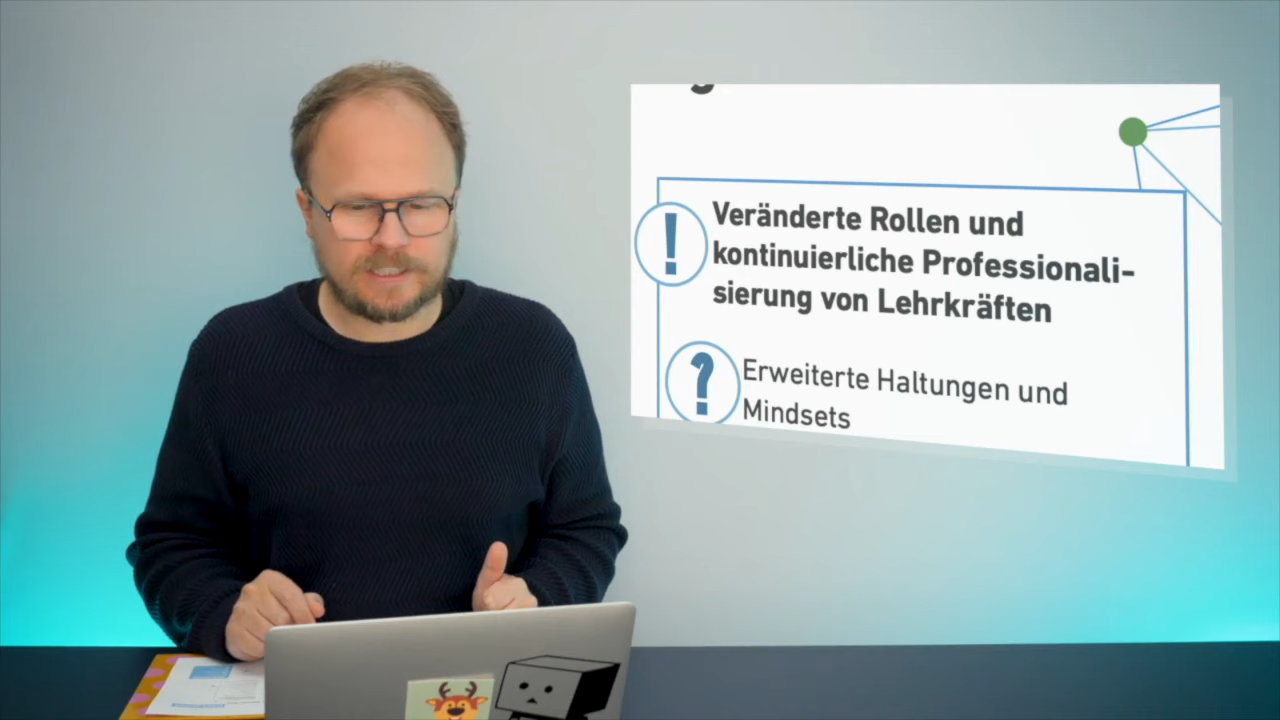 !
Veränderte Rollen und
kontinuierliche Professionali-
sierung von Lehrkräften
?
Erweiterte Haltungen und
Mindsets